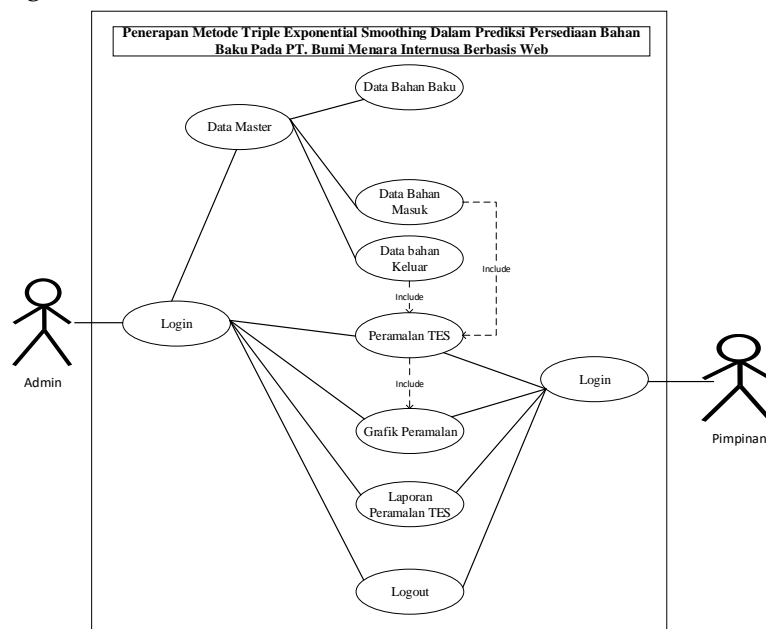 Penerapan Metode Triple Exponential Smoothing Dalam Prediksi Persediaan Bahan
Baku Pada PT. Bumi Menara Internusa Berbasis Web
Data Bahan Baku
Data Master
Data Bahan
Masuk
Data bahan
Keluar
Include
Include
Login
Peramalan TES
Admin
Include
Login
Pimpinan
Grafik Peramalan
Laporan
Peramalan TES
Logout